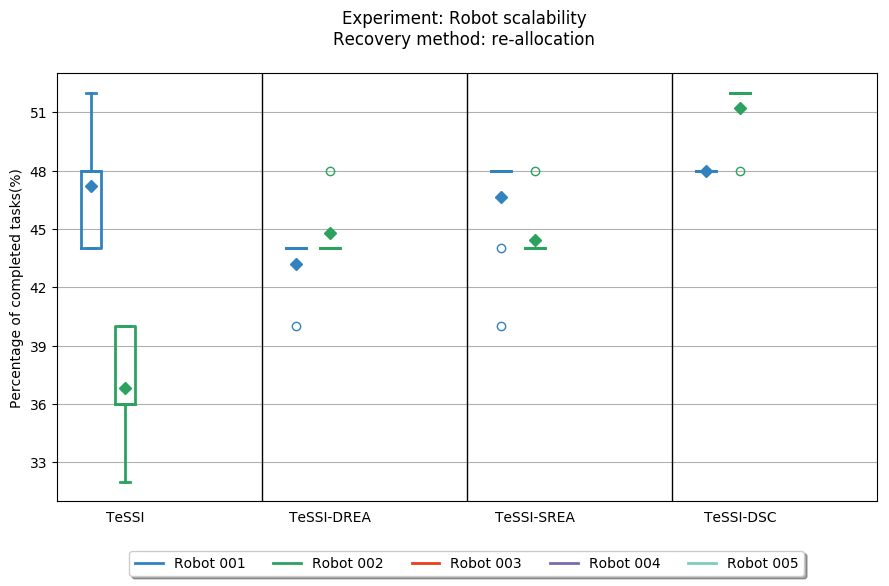 Experiment: Robot scalability
Recovery method: re-allocation
Percentage of completed tasks(%)
51
48
45
42
39
36
33
TeSSI
TeSSI-DREA
TeSSI-SREA
TeSSI-DSC
Robot 001
Robot 002
Robot 003
Robot 004
Robot 005